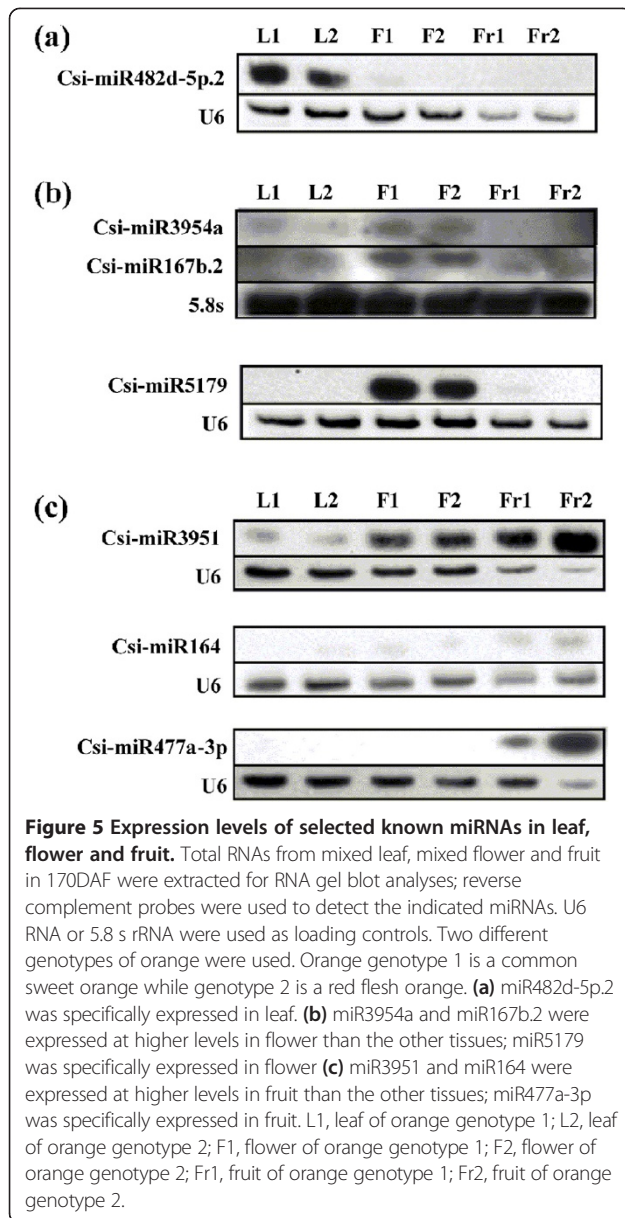 (a)
L1 L2 F1 F2 Fr1 Fr2
Csi-miR482d-5p.2
U6
(b)
L1 L2 F1 F2 Fr1 Fr2
Csi-miR3954a
Csi-miR167b.2
5.8s
Csi-miR5179
U6
(c)
L1 L2 F1 F2 Fr1 Fr2
Csi-miR3951
U6
Csi-miR164
U6
Csi-miR477a-3p
U6
Figure 5 Expression levels of selected known miRNAs in leaf,
flower and fruit. Total RNAs from mixed leaf, mixed flower and fruit
in 170DAF were extracted for RNA gel blot analyses; reverse
complement probes were used to detect the indicated miRNAs. U6
RNA or 5.8 s rRNA were used as loading controls. Two different
genotypes of orange were used. Orange genotype 1 is a common
sweet orange while genotype 2 is a red flesh orange. (a) miR482d-5p.2
was specifically expressed in leaf. (b) miR3954a and miR167b.2 were
expressed at higher levels in flower than the other tissues; miR5179
was specifically expressed in flower (c) miR3951 and miR164 were
expressed at higher levels in fruit than the other tissues; miR477a-3p
was specifically expressed in fruit. L1, leaf of orange genotype 1; L2, leaf
of orange genotype 2; F1, flower of orange genotype 1; F2, flower of
orange genotype 2; Fr1, fruit of orange genotype 1; Fr2, fruit of orange
genotype 2.